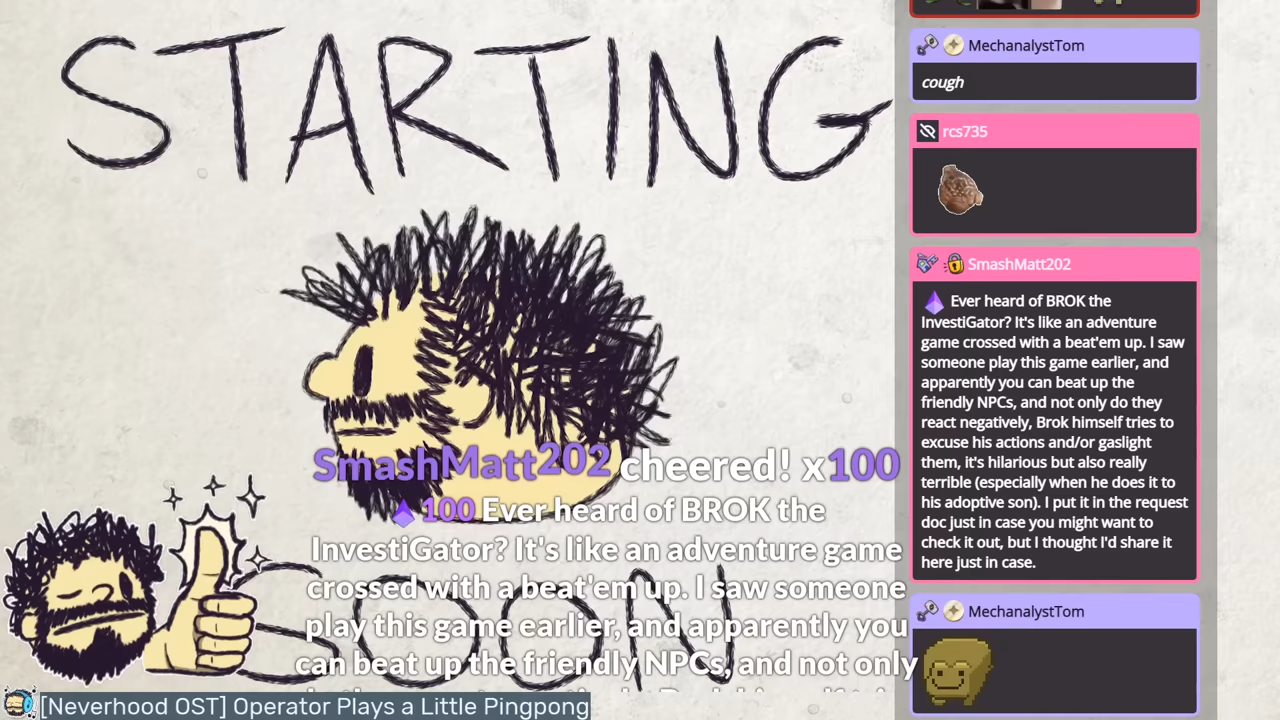 STARTING
SOON
SmashMatt202 cheered! x100
100 Ever heard of BROK the
InvestiGator? It's like an adventure game
crossed with a beat'em up. I saw someone
play this game earlier, and apparently you
can beat up the friendly NPCs, and not only
[Neverhood OST] Operator Plays a Little Pingpong
MechanalystTom
cough
rcs735
SmashMatt202
Ever heard of BROK the
InvestiGator? It's like an adventure
game crossed with a beat'em up. I saw
someone play this game earlier, and
apparently you can beat up the
friendly NPCs, and not only do they
react negatively, Brok himself tries to
excuse his actions and/or gaslight
them, it's hilarious but also really
terrible (especially when he does it to
his adoptive son). I put it in the request
doc just in case you might want to
check it out, but I thought I'd share it
here just in case.
MechanalystTom